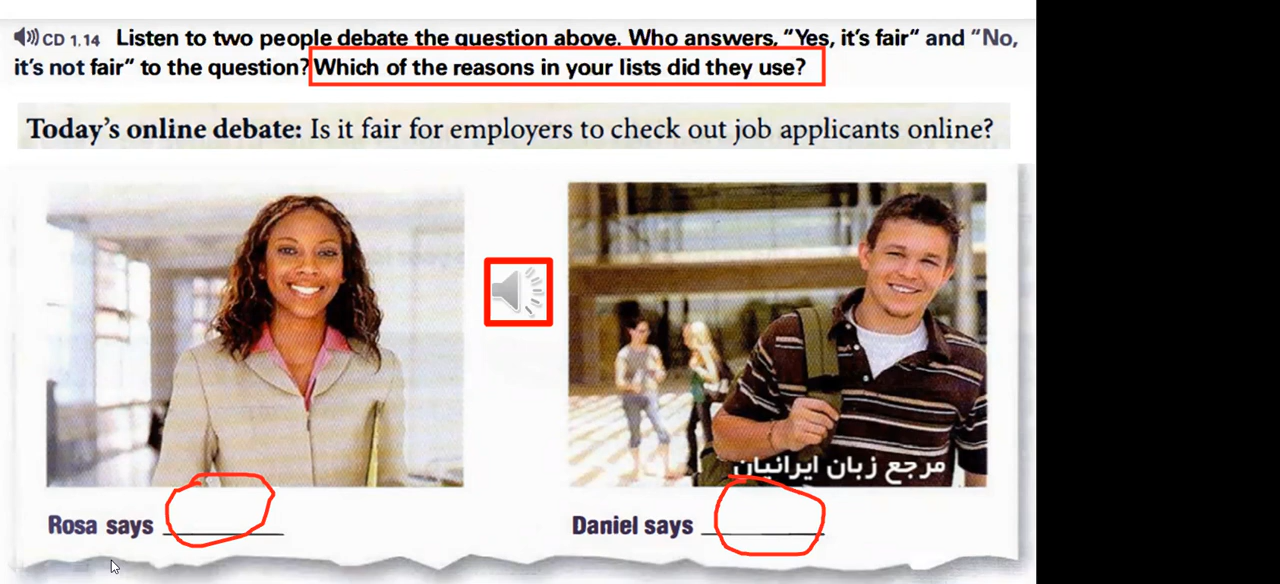 CD 1.14 Listen to two people debate the question above. Who answers, “Yes, it’s fair“ and “No,
it’s not fair“ to the question? Which of the reasons in your lists did they use?
Today’s online debate: Is it fair for employers to check out job applicants online?
مرجع زبان ایرانیان
Rosa says
Daniel says